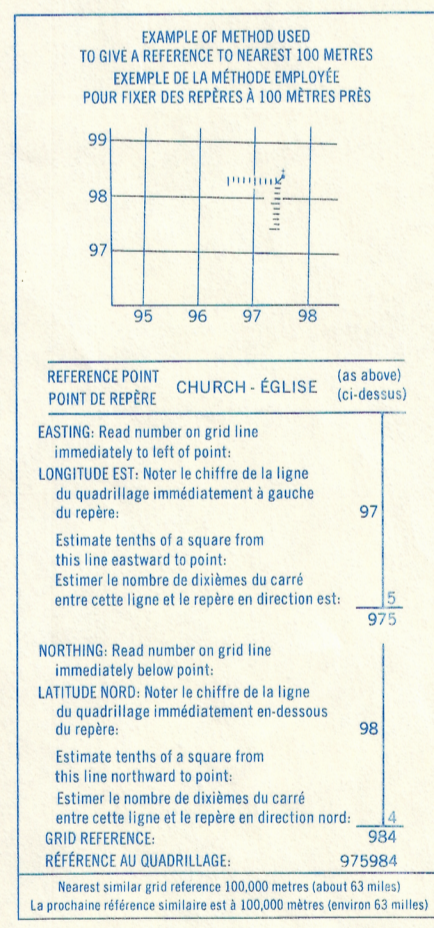 EXAMPLE OF METHOD USED
TO GIVE A REFERENCE TO NEAREST 100 METRES
EXEMPLE DE LA MÉTHODE EMPLOYÉE
POUR FIXER DES REPÈRES À 100 MÈTRES PRÈS
99
98
97
95 96 97 98
REFERENCE POINT
POINT DE REPÈRE
CHURCH - ÉGLISE
(as above)
(ci-dessus)
EASTING: Read number on grid line
immediately to left of point:
LONGITUDE EST: Noter le chiffre de la ligne
du quadrillage immédiatement à gauche
du repère: 97
Estimate tenths of a square from
this line eastward to point:
Estimer le nombre de dixièmes du carré
entre cette ligne et le repère en direction est: 5
975
NORTHING: Read number on grid line
immediately below point:
LATITUDE NORD: Noter le chiffre de la ligne
du quadrillage immédiatement en-dessous
du repère: 98
Estimate tenths of a square from
this line northward to point:
Estimer le nombre de dixièmes du carré
entre cette ligne et le repère en direction nord: 4
GRID REFERENCE: 984
RÉFÉRENCE AU QUADRILLAGE: 975984
Nearest similar grid reference 100,000 metres (about 63 miles)
La prochaine référence similaire est à 100,000 mètres (environ 63 milles)